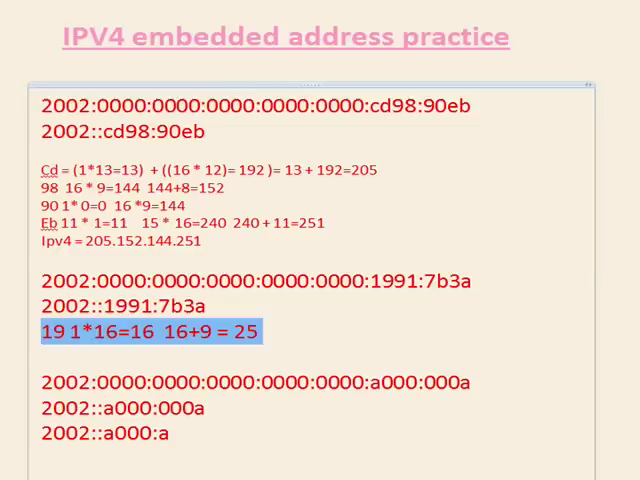 IPV4 embedded address practice
2002:0000:0000:0000:0000:0000:cd98:90eb
2002::cd98:90eb
Cd = (1*13=13) + ((16 * 12)= 192 )= 13 + 192=205
98 16 * 9=144 144+8=152
90 1* 0=0 16 *9=144
Eb 11 * 1=11 15 * 16=240 240 + 11=251
Ipv4 = 205.152.144.251
2002:0000:0000:0000:0000:0000:1991:7b3a
2002::1991:7b3a
19 1*16=16 16+9 = 25
2002:0000:0000:0000:0000:0000:a000:000a
2002::a000:000a
2002::a000:a